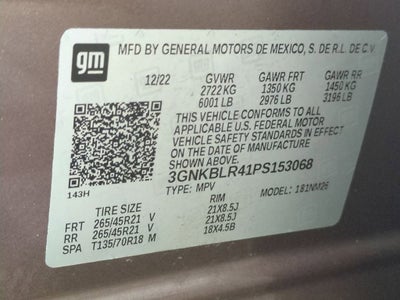 gm
MFD BY GENERAL MOTORS DE MEXICO, S. DE R.L. DE C.V.
12/22 GVWR GAWR FRT GAWR RR
2722 KG 1350 KG 1450 KG
6001 LB 2976 LB 3196 LB
THIS VEHICLE CONFORMS TO ALL
APPLICABLE U.S. FEDERAL MOTOR
VEHICLE SAFETY STANDARDS IN EFFECT
ON THE DATE OF MANUFACTURE
SHOWN ABOVE.
3GNKBLR41PS153068
TYPE: MPV MODEL: 181NM26
143H
TIRE SIZE RIM
FRT 265/45R21 V 21X8.5J
RR 265/45R21 V 21X8.5J
SPA T135/70R18 M 18X4.5B